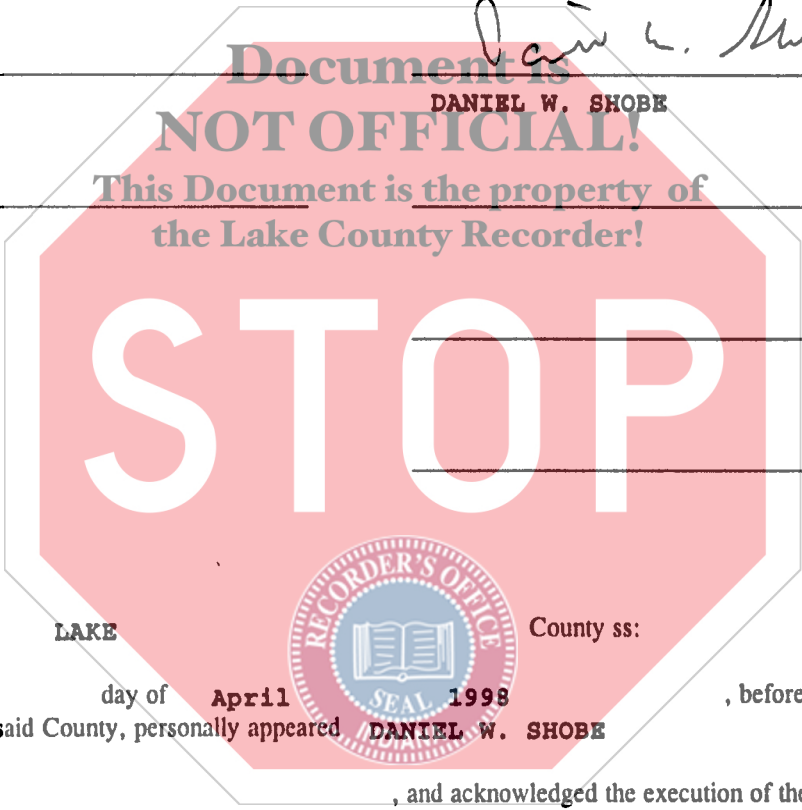 Document is
DANIEL W. SHOBE
NOT OFFICIAL!
This Document is the property of
the Lake County Recorder!
STOP
RECORDER'S OFFICE
SEAL
INDIANA
LAKE County ss:
day of April 1998 , before
said County, personally appeared DANIEL W. SHOBE
, and acknowledged the execution of the